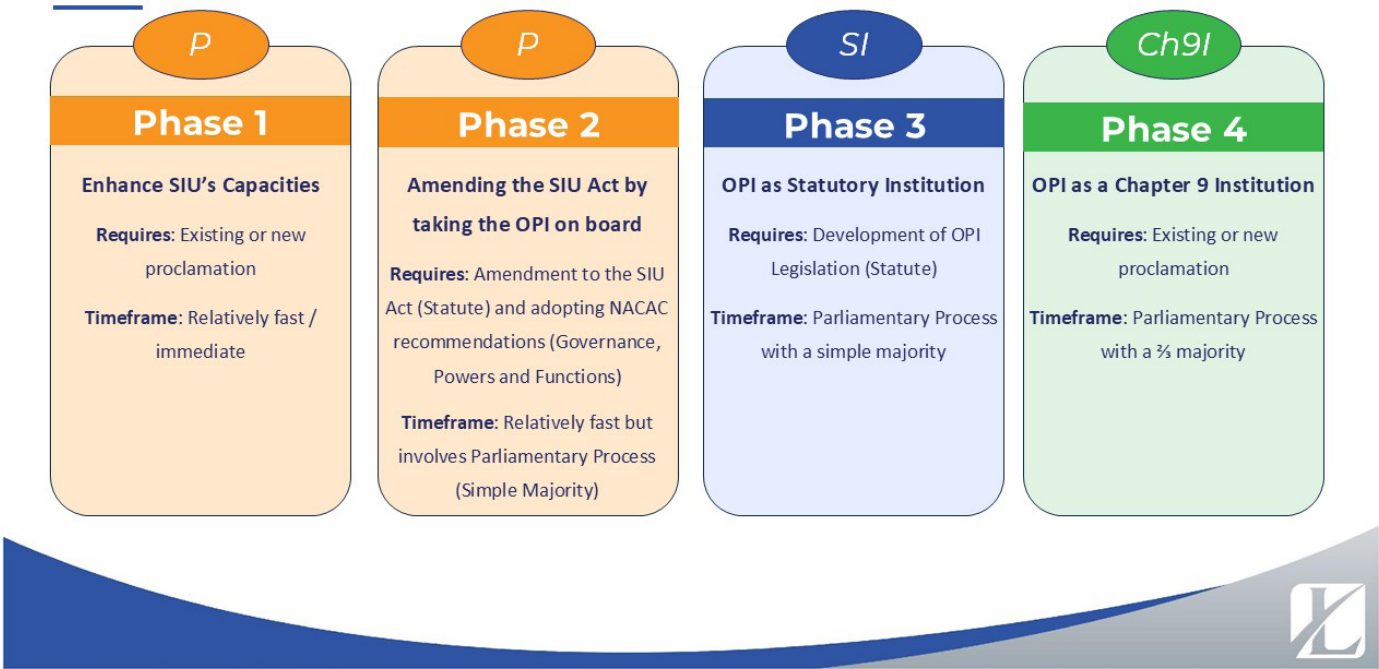 P
Phase 1
Enhance SIU's Capacities
Requires: Existing or new
proclamation
Timeframe: Relatively fast /
immediate
P
Phase 2
Amending the SIU Act by
taking the OPI on board
Requires: Amendment to the SIU
Act (Statute) and adopting NACAC
recommendations (Governance,
Powers and Functions)
Timeframe: Relatively fast but
involves Parliamentary Process
(Simple Majority)
SI
Phase 3
OPI as Statutory Institution
Requires: Development of OPI
Legislation (Statute)
Timeframe: Parliamentary Process
with a simple majority
Ch9I
Phase 4
OPI as a Chapter 9 Institution
Requires: Existing or new
proclamation
Timeframe: Parliamentary Process
with a ⅔ majority